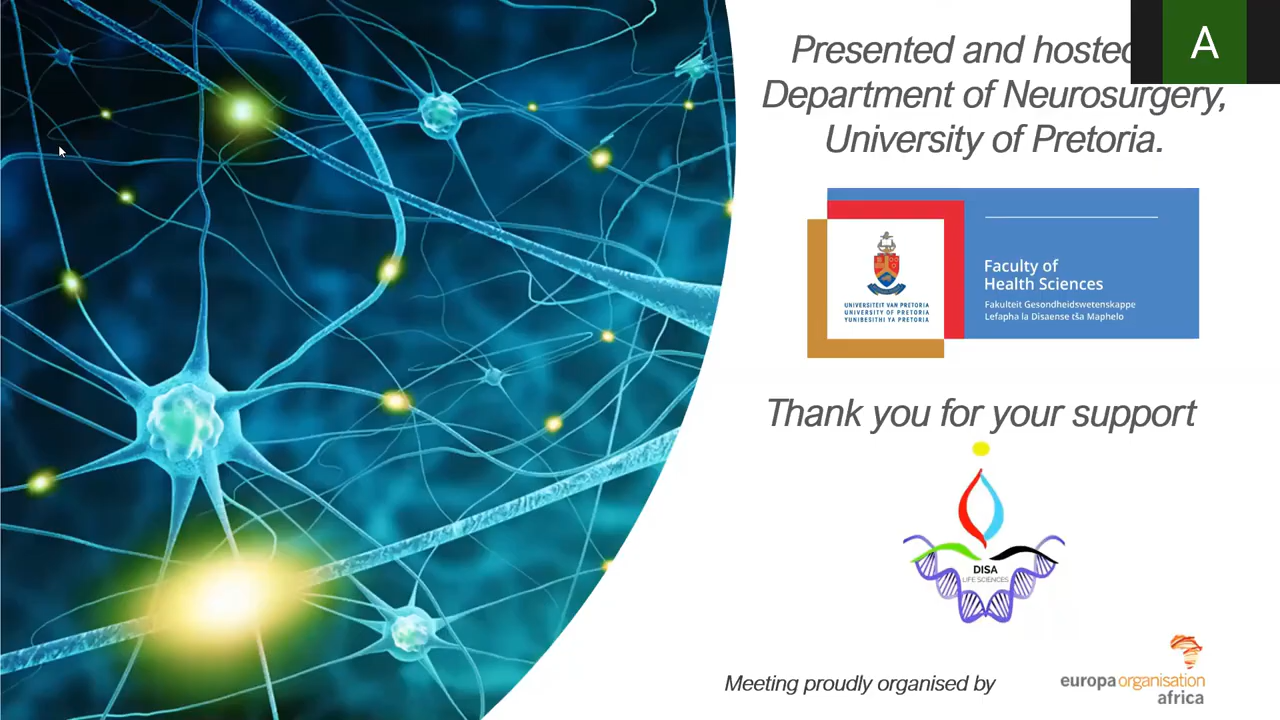 Presented and hosted
A
Department of Neurosurgery,
University of Pretoria.
UNIVERSITEIT VAN PRETORIA
UNIVERSITY OF PRETORIA
YUNIBESITHI YA PRETORIA
Faculty of
Health Sciences
Fakulteit Gesondheidswetenskappe
Lefapha la Disaense tša Maphelo
Thank you for your support
DISA
LIFE SCIENCES
Meeting proudly organised by
europa organisation
africa